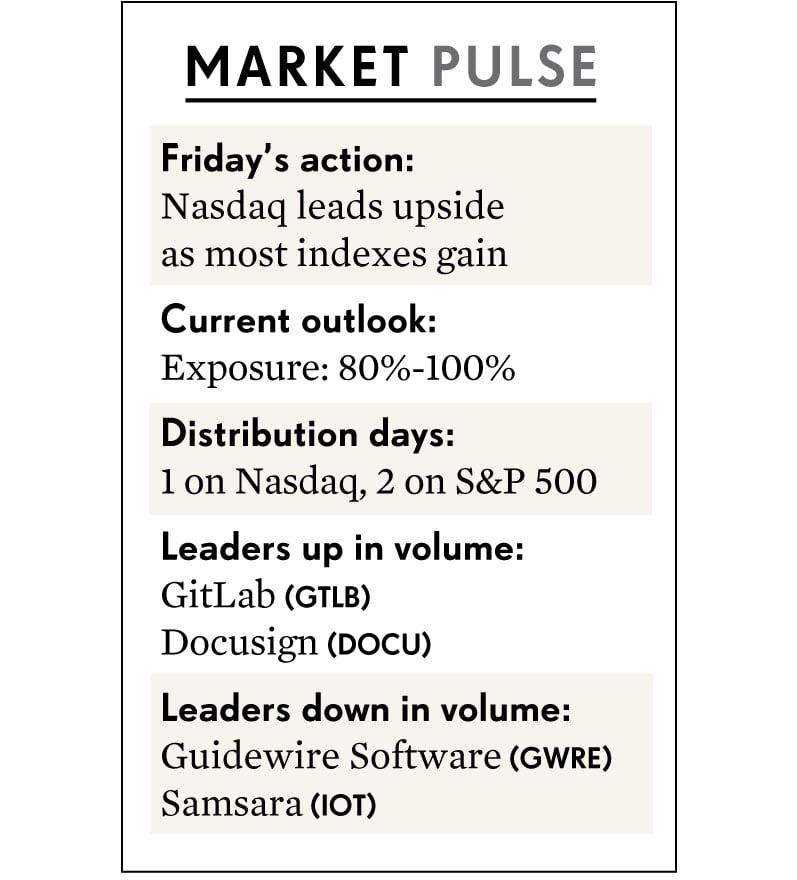 MARKET PULSE
Friday’s action:
Nasdaq leads upside
as most indexes gain
Current outlook:
Exposure: 80%-100%
Distribution days:
1 on Nasdaq, 2 on S&P 500
Leaders up in volume:
GitLab (GTLB)
Docusign (DOCU)
Leaders down in volume:
Guidewire Software (GWRE)
Samsara (IOT)